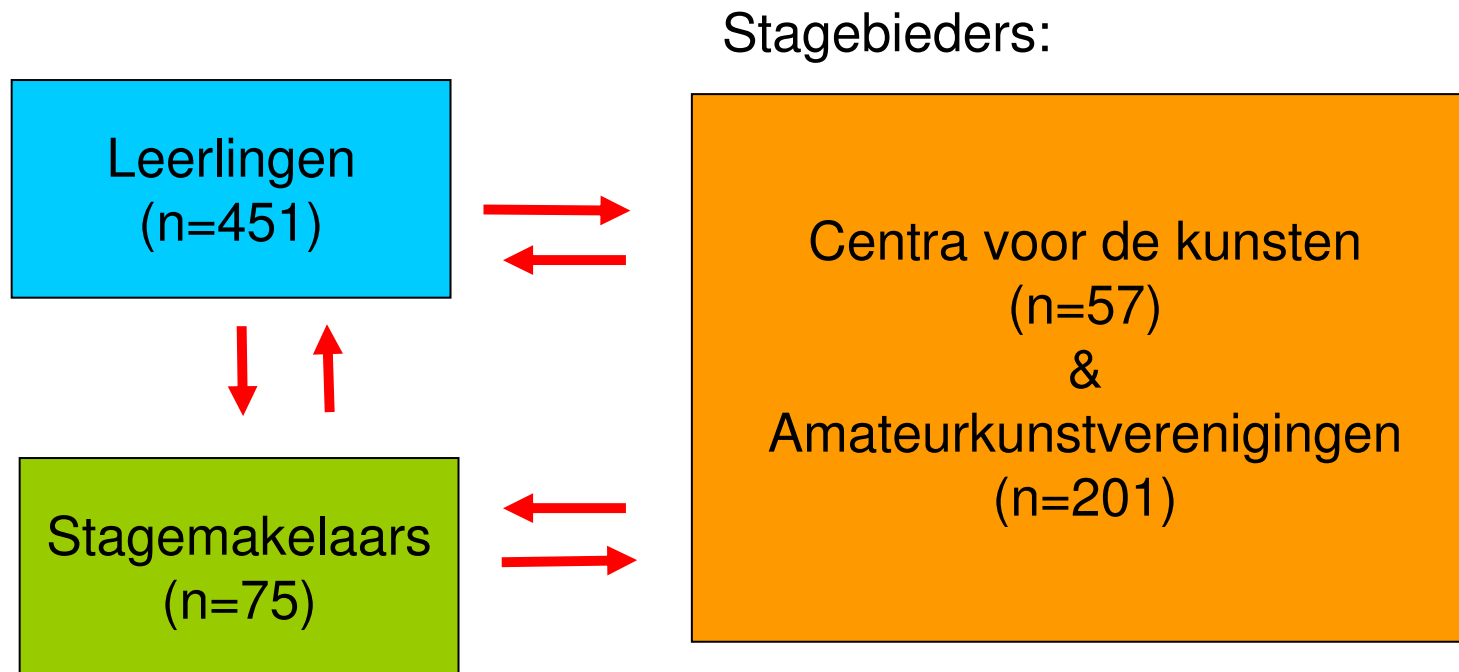 Stagebieders:
Leerlingen
(n=451)
Centra voor de kunsten
(n=57)
&
Amateurkunstverenigingen
(n=201)
Stagemakelaars
(n=75)